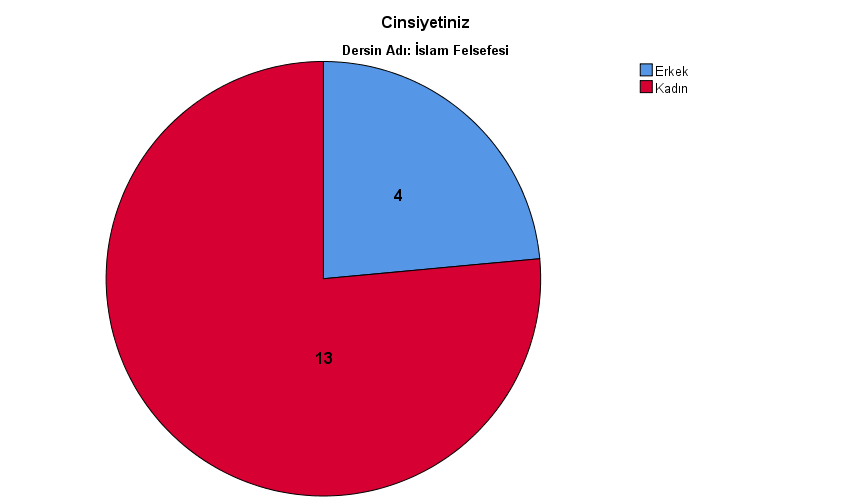 Cinsiyetiniz
Dersin Adı: İslam Felsefesi
Erkek
Kadın
4
13